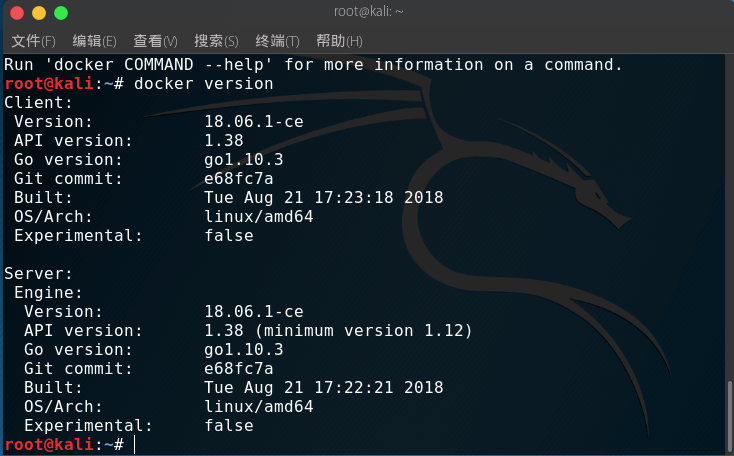 root@kali: ~
文件(F) 编辑(E) 查看(V) 搜索(S) 终端(T) 帮助(H)
Run 'docker COMMAND --help' for more information on a command.
root@kali:~# docker version
Client:
 Version:           18.06.1-ce
 API version:       1.38
 Go version:        go1.10.3
 Git commit:        e68fc7a
 Built:             Tue Aug 21 17:23:18 2018
 OS/Arch:           linux/amd64
 Experimental:      false

Server:
 Engine:
  Version:          18.06.1-ce
  API version:      1.38 (minimum version 1.12)
  Go version:       go1.10.3
  Git commit:       e68fc7a
  Built:            Tue Aug 21 17:22:21 2018
  OS/Arch:          linux/amd64
  Experimental:     false
root@kali:~#